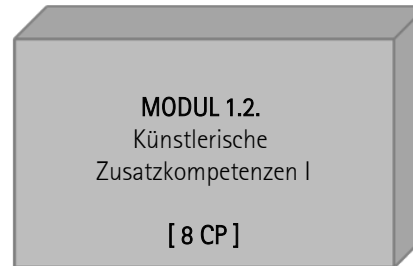 MODUL 1.2.
Künstlerische
Zusatzkompetenzen I
[ 8 CP ]